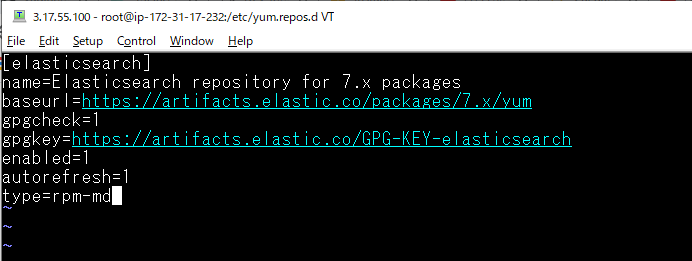 3.17.55.100 - root@ip-172-31-17-232:/etc/yum.repos.d VT
File Edit Setup Control Window Help
[elasticsearch]
name=Elasticsearch repository for 7.x packages
baseurl=https://artifacts.elastic.co/packages/7.x/yum
gpgcheck=1
gpgkey=https://artifacts.elastic.co/GPG-KEY-elasticsearch
enabled=1
autorefresh=1
type=rpm-md
~
~
~